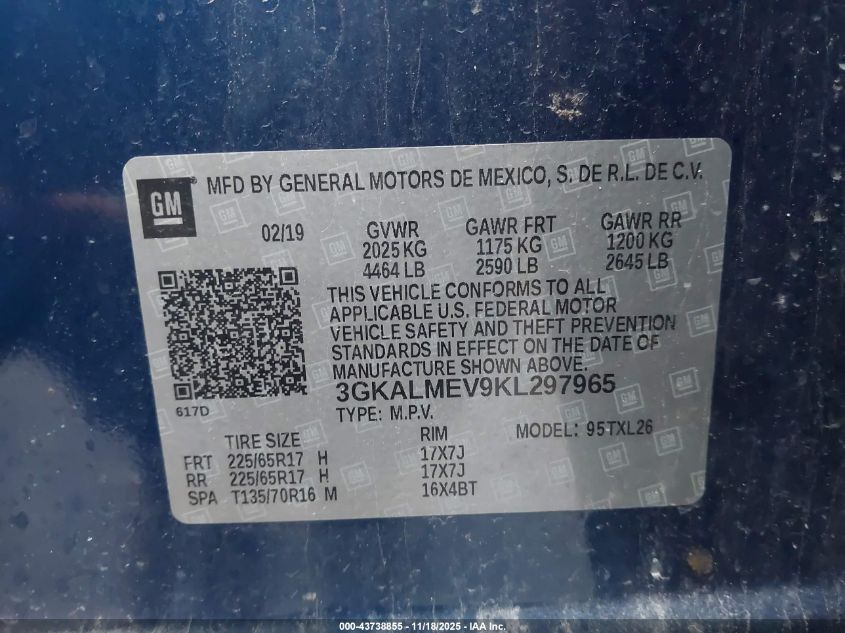 GM
MFD BY GENERAL MOTORS DE MEXICO, S. DE R.L. DE C.V.
02/19 GVWR GAWR FRT GAWR RR
2025 KG 1175 KG 1200 KG
4464 LB 2590 LB 2645 LB
THIS VEHICLE CONFORMS TO ALL
APPLICABLE U.S. FEDERAL MOTOR
VEHICLE SAFETY AND THEFT PREVENTION
STANDARDS IN EFFECT ON THE DATE OF
MANUFACTURE SHOWN ABOVE.
617D
3GKALMEV9KL297965
TYPE: M.P.V.
MODEL: 95TXL26
TIRE SIZE RIM
FRT 225/65R17 H 17X7J
RR 225/65R17 H 17X7J
SPA T135/70R16 M 16X4BT
000-43738855 - 11/18/2025 - IAA Inc.